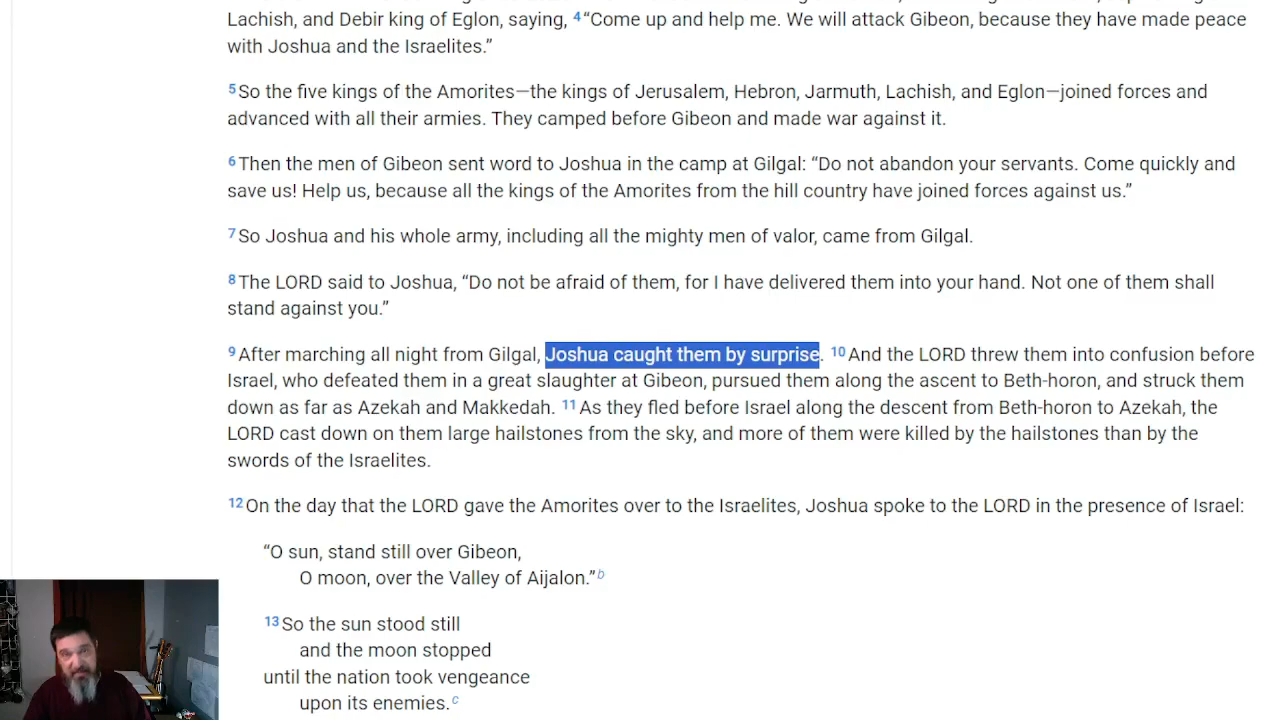 Lachish, and Debir king of Eglon, saying, 4 “Come up and help me. We will attack Gibeon, because they have made peace
with Joshua and the Israelites.”
5 So the five kings of the Amorites—the kings of Jerusalem, Hebron, Jarmuth, Lachish, and Eglon—joined forces and
advanced with all their armies. They camped before Gibeon and made war against it.
6 Then the men of Gibeon sent word to Joshua in the camp at Gilgal: “Do not abandon your servants. Come quickly and
save us! Help us, because all the kings of the Amorites from the hill country have joined forces against us.”
7 So Joshua and his whole army, including all the mighty men of valor, came from Gilgal.
8 The LORD said to Joshua, “Do not be afraid of them, for I have delivered them into your hand. Not one of them shall
stand against you.”
9 After marching all night from Gilgal, Joshua caught them by surprise. 10 And the LORD threw them into confusion before
Israel, who defeated them in a great slaughter at Gibeon, pursued them along the ascent to Beth-horon, and struck them
down as far as Azekah and Makkedah. 11 As they fled before Israel along the descent from Beth-horon to Azekah, the
LORD cast down on them large hailstones from the sky, and more of them were killed by the hailstones than by the
swords of the Israelites.
12 On the day that the LORD gave the Amorites over to the Israelites, Joshua spoke to the LORD in the presence of Israel:
“O sun, stand still over Gibeon,
O moon, over the Valley of Aijalon.” b
13 So the sun stood still
and the moon stopped
until the nation took vengeance
upon its enemies. c